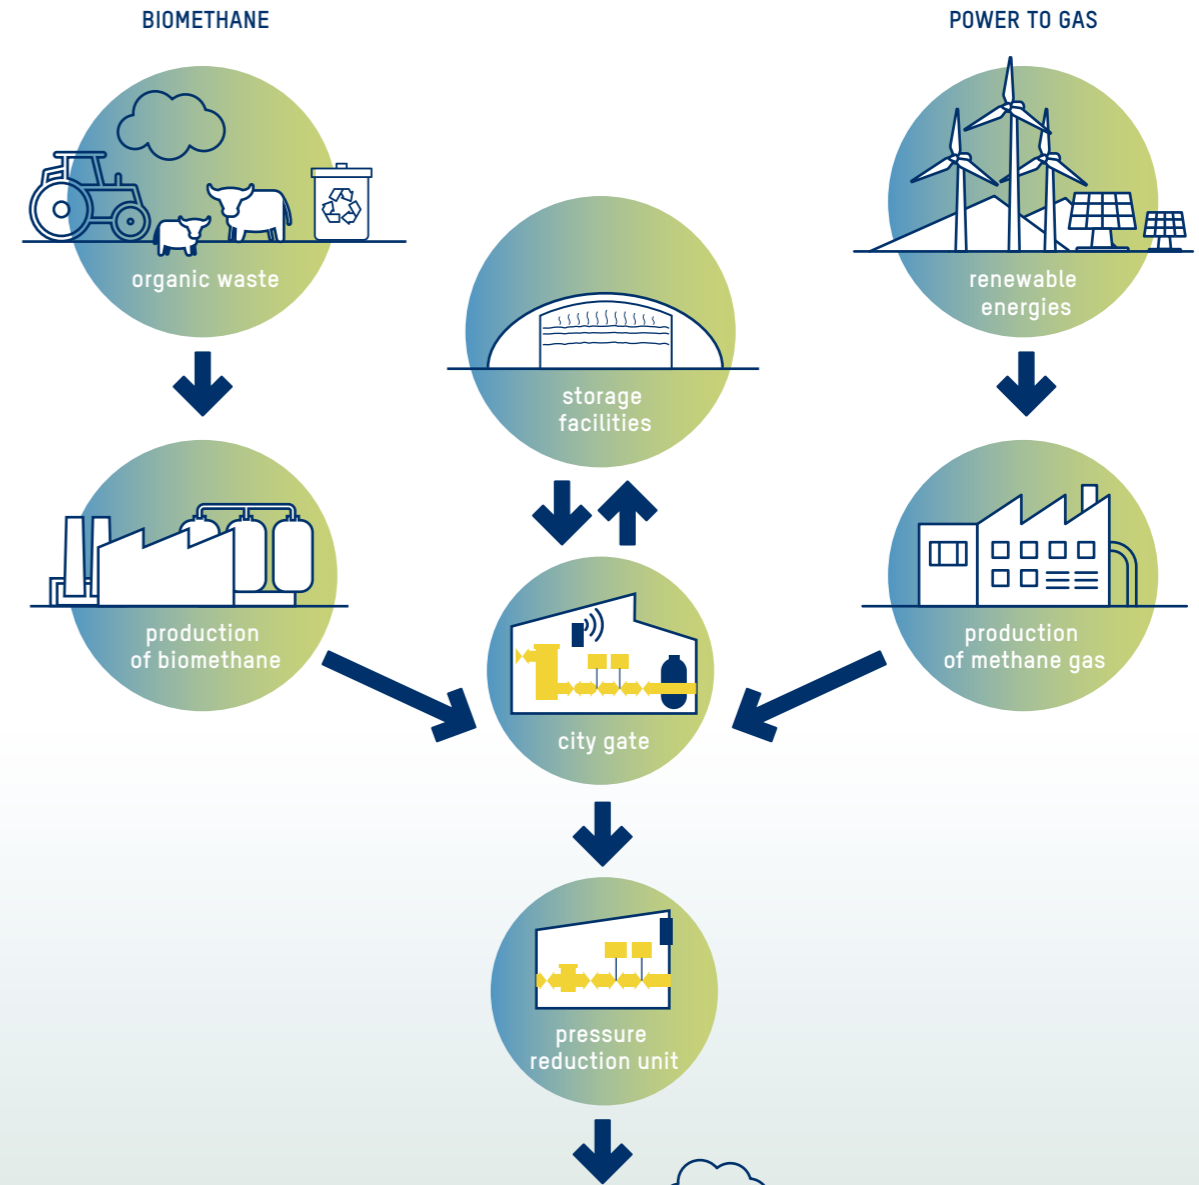 BIOMETHANE
POWER TO GAS
organic waste
renewable
energies
storage
facilities
production
of biomethane
production
of methane gas
city gate
pressure
reduction unit